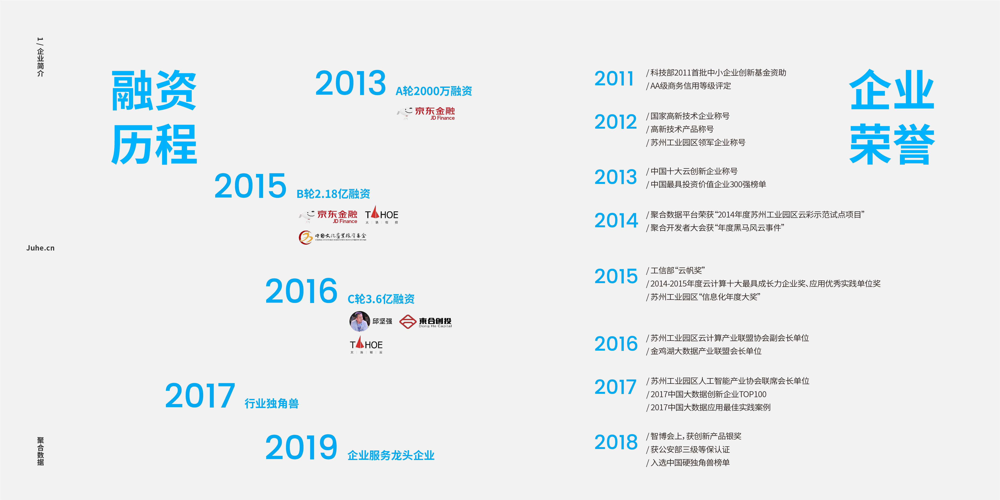 1 / 企业简介
Juhe.cn
聚合数据
融资
历程
2013 A轮2000万融资
京东金融
JD Finance
2015 B轮2.18亿融资
京东金融
JD Finance
TAHOE
太 | 浩 | 创 | 投
中国文化产业投资基金
CHINA CULTURE INDUSTRY INVESTMENT FUND
2016 C轮3.6亿融资
邱坚强
東合创投
Dong He Capital
TAHOE
太 | 浩 | 创 | 投
2017 行业独角兽
2019 企业服务龙头企业
企业
荣誉
2011 / 科技部2011首批中小企业创新基金资助
/ AA级商务信用等级评定
2012 / 国家高新技术企业称号
/ 高新技术产品称号
/ 苏州工业园区领军企业称号
2013 / 中国十大云创新企业称号
/ 中国最具投资价值企业300强榜单
2014 / 聚合数据平台荣获“2014年度苏州工业园区云彩示范试点项目”
/ 聚合开发者大会获“年度黑马风云事件”
2015 / 工信部“云帆奖”
/ 2014-2015年度云计算十大最具成长力企业奖、应用优秀实践单位奖
/ 苏州工业园区“信息化年度大奖”
2016 / 苏州工业园区云计算产业联盟协会副会长单位
/ 金鸡湖大数据产业联盟会长单位
2017 / 苏州工业园区人工智能产业协会联席会长单位
/ 2017中国大数据创新企业TOP100
/ 2017中国大数据应用最佳实践案例
2018 / 智博会上，获创新产品银奖
/ 获公安部三级等保认证
/ 入选中国硬独角兽榜单